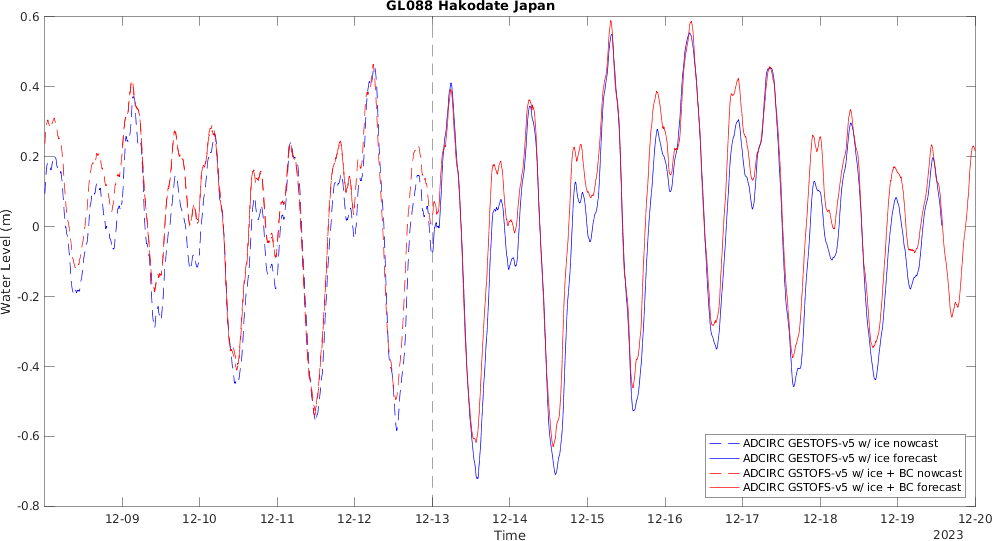 GL088 Hakodate Japan
0.6
0.4
0.2
0
-0.2
-0.4
-0.6
-0.8
Water Level (m)
ADCIRC GESTOFS-v5 w/ ice nowcast
ADCIRC GESTOFS-v5 w/ ice forecast
ADCIRC GSTOFS-v5 w/ ice + BC nowcast
ADCIRC GSTOFS-v5 w/ ice + BC forecast
12-09 12-10 12-11 12-12 12-13 12-14 12-15 12-16 12-17 12-18 12-19 12-20
Time
2023